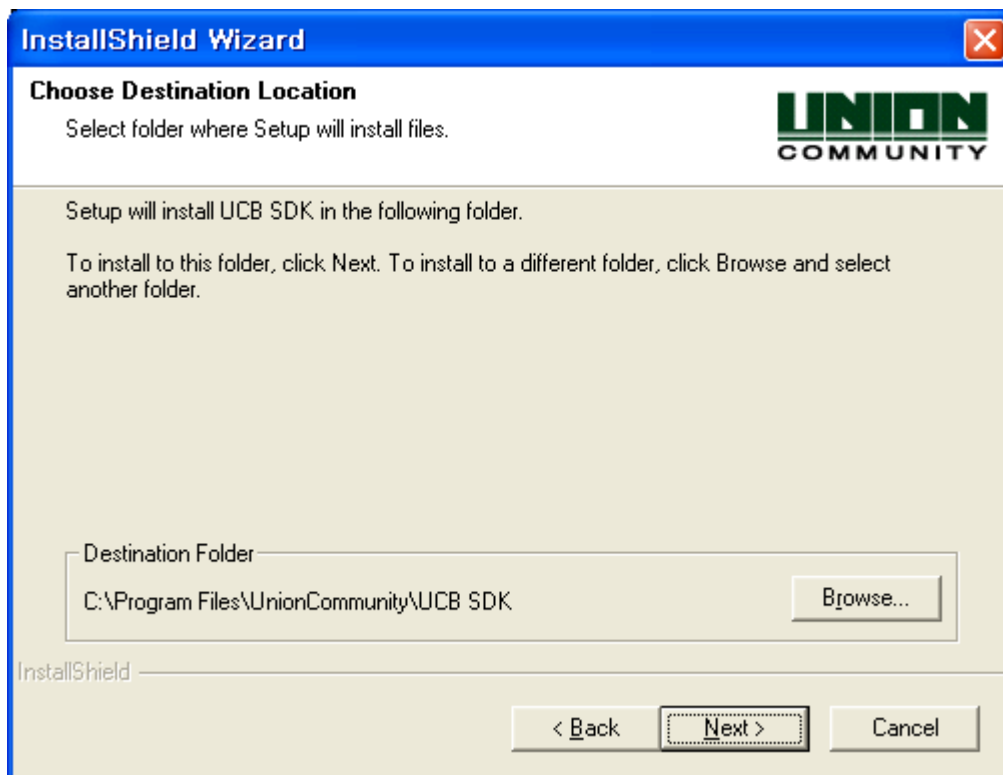 InstallShield Wizard
Choose Destination Location
Select folder where Setup will install files.
UNION
COMMUNITY
Setup will install UCB SDK in the following folder.
To install to this folder, click Next. To install to a different folder, click Browse and select
another folder.
Destination Folder
C:\Program Files\UnionCommunity\UCB SDK
Browse...
InstallShield
< Back
Next >
Cancel